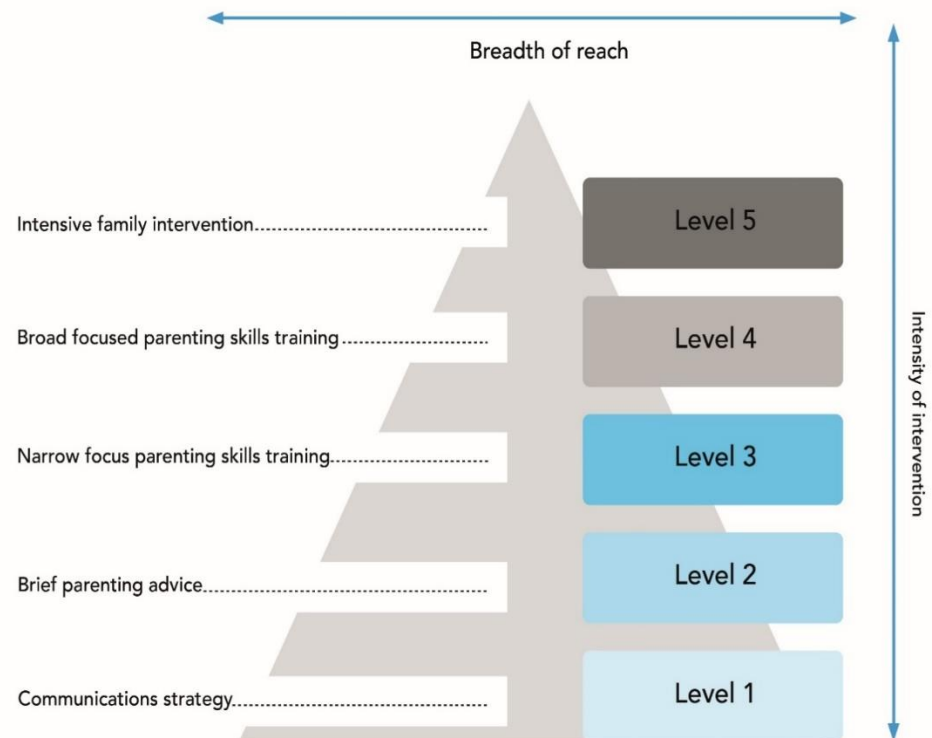 Breadth of reach
Intensive family intervention
Level 5
Broad focused parenting skills training
Level 4
Narrow focus parenting skills training
Level 3
Brief parenting advice
Level 2
Communications strategy
Level 1
Intensity of intervention